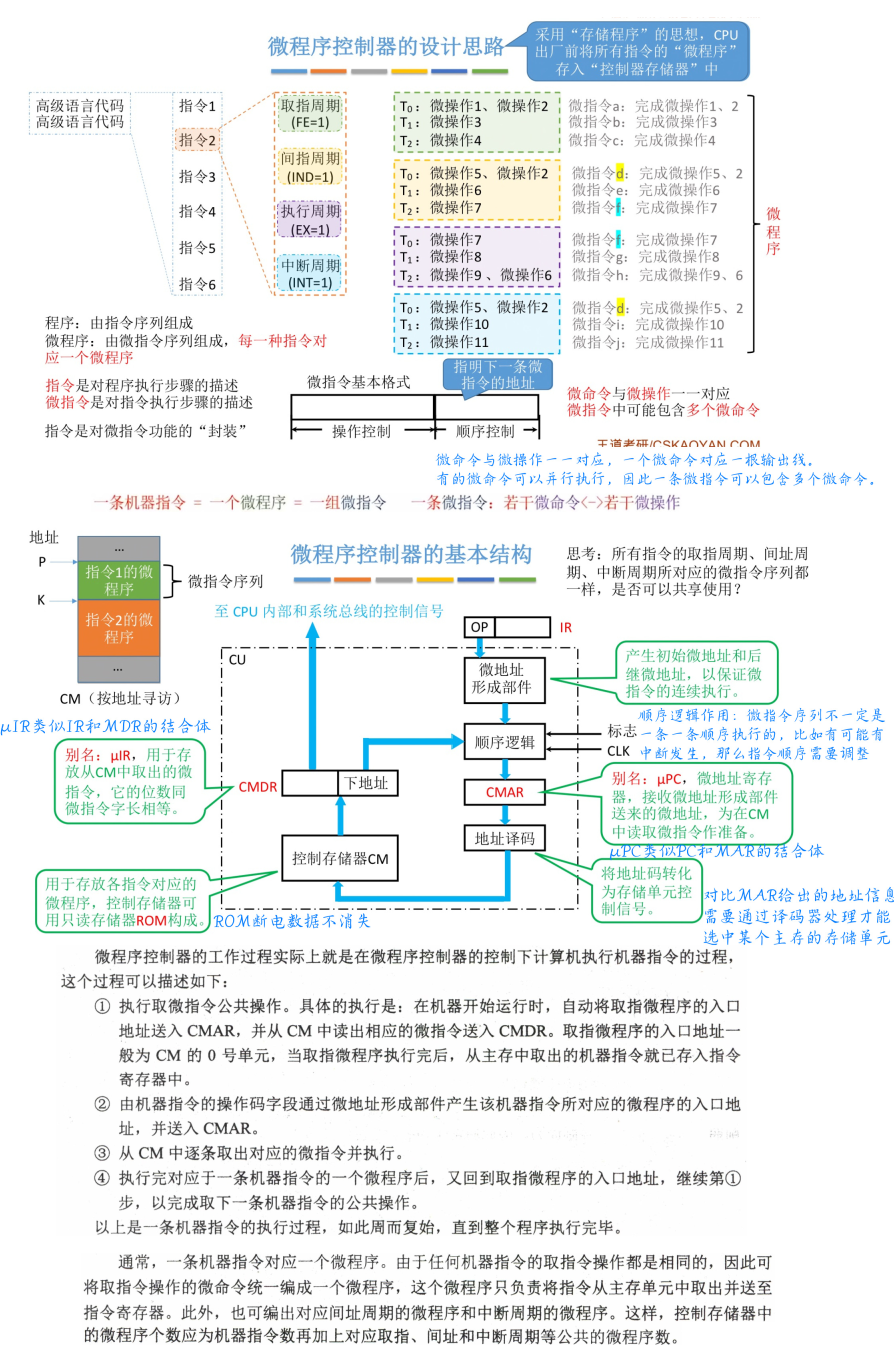 微程序控制器的设计思路
采用“存储程序”的思想，CPU
出厂前将所有指令的“微程序”
存入“控制器存储器”中
高级语言代码
高级语言代码
指令1
指令2
指令3
指令4
指令5
指令6
取指周期
(FE=1)
间指周期
(IND=1)
执行周期
(EX=1)
中断周期
(INT=1)
T₀：微操作1、微操作2
T₁：微操作3
T₂：微操作4
T₀：微操作5、微操作2
T₁：微操作6
T₂：微操作7
T₀：微操作7
T₁：微操作8
T₂：微操作9 、微操作6
T₀：微操作5、微操作2
T₁：微操作10
T₂：微操作11
微指令a：完成微操作1、2
微指令b：完成微操作3
微指令c：完成微操作4
微指令d：完成微操作5、2
微指令e：完成微操作6
微指令f：完成微操作7
微指令f：完成微操作7
微指令g：完成微操作8
微指令h：完成微操作9、6
微指令d：完成微操作5、2
微指令i：完成微操作10
微指令j：完成微操作11
微
程
序
程序：由指令序列组成
微程序：由微指令序列组成，每一种指令对
应一个微程序
指令是对程序执行步骤的描述
微指令是对指令执行步骤的描述
指令是对微指令功能的“封装”
微指令基本格式
指明下一条微
指令的地址
操作控制
顺序控制
微命令与微操作一一对应
微指令中可能包含多个微命令
王道考研/CSKAOYAN.COM
微命令与微操作一一对应，一个微命令对应一根输出线。
有的微命令可以并行执行，因此一条微指令可以包含多个微命令。
一条机器指令 = 一个微程序 = 一组微指令 一条微指令：若干微命令<->若干微操作
微程序控制器的基本结构
思考：所有指令的取指周期、间址周
期、中断周期所对应的微指令序列都
一样，是否可以共享使用？
地址
P
K
...
指令1的微
程序
指令2的微
程序
...
微指令序列
CM（按地址寻访）
至 CPU 内部和系统总线的控制信号
CU
OP
IR
微地址
形成部件
顺序逻辑
标志
CLK
CMAR
地址译码
CMDR
下地址
控制存储器CM
产生初始微地址和后
继微地址，以保证微
指令的连续执行。
顺序逻辑作用：微指令序列不一定是
一条一条顺序执行的，比如有可能有
中断发生，那么指令顺序需要调整
μIR类似IR和MDR的结合体
别名：μIR，用于存
放从CM中取出的微
指令，它的位数同
微指令字长相等。
别名：μPC，微地址寄存
器，接收微地址形成部件
送来的微地址，为在CM
中读取微指令作准备。
μPC类似PC和MAR的结合体
用于存放各指令对应的
微程序，控制存储器可
用只读存储器ROM构成。
ROM断电数据不消失
将地址码转化
为存储单元控
制信号。
对比MAR给出的地址信息
需要通过译码器处理才能
选中某个主存的存储单元
微程序控制器的工作过程实际上就是在微程序控制器的控制下计算机执行机器指令的过程，
这个过程可以描述如下：
① 执行取微指令公共操作。具体的执行是：在机器开始运行时，自动将取指微程序的入口
地址送入 CMAR，并从 CM 中读出相应的微指令送入 CMDR。取指微程序的入口地址一
般为 CM 的 0 号单元，当取指微程序执行完后，从主存中取出的机器指令就已存入指令
寄存器中。
② 由机器指令的操作码字段通过微地址形成部件产生该机器指令所对应的微程序的入口地
址，并送入 CMAR。
③ 从 CM 中逐条取出对应的微指令并执行。
④ 执行完对应于一条机器指令的一个微程序后，又回到取指微程序的入口地址，继续第①
步，以完成取下一条机器指令的公共操作。
以上是一条机器指令的执行过程，如此周而复始，直到整个程序执行完毕。
通常，一条机器指令对应一个微程序。由于任何机器指令的取指令操作都是相同的，因此可
将取指令操作的微命令统一编成一个微程序，这个微程序只负责将指令从主存单元中取出并送至
指令寄存器。此外，也可编出对应间址周期的微程序和中断周期的微程序。这样，控制存储器中
的微程序个数应为机器指令数再加上对应取指、间址和中断周期等公共的微程序数。